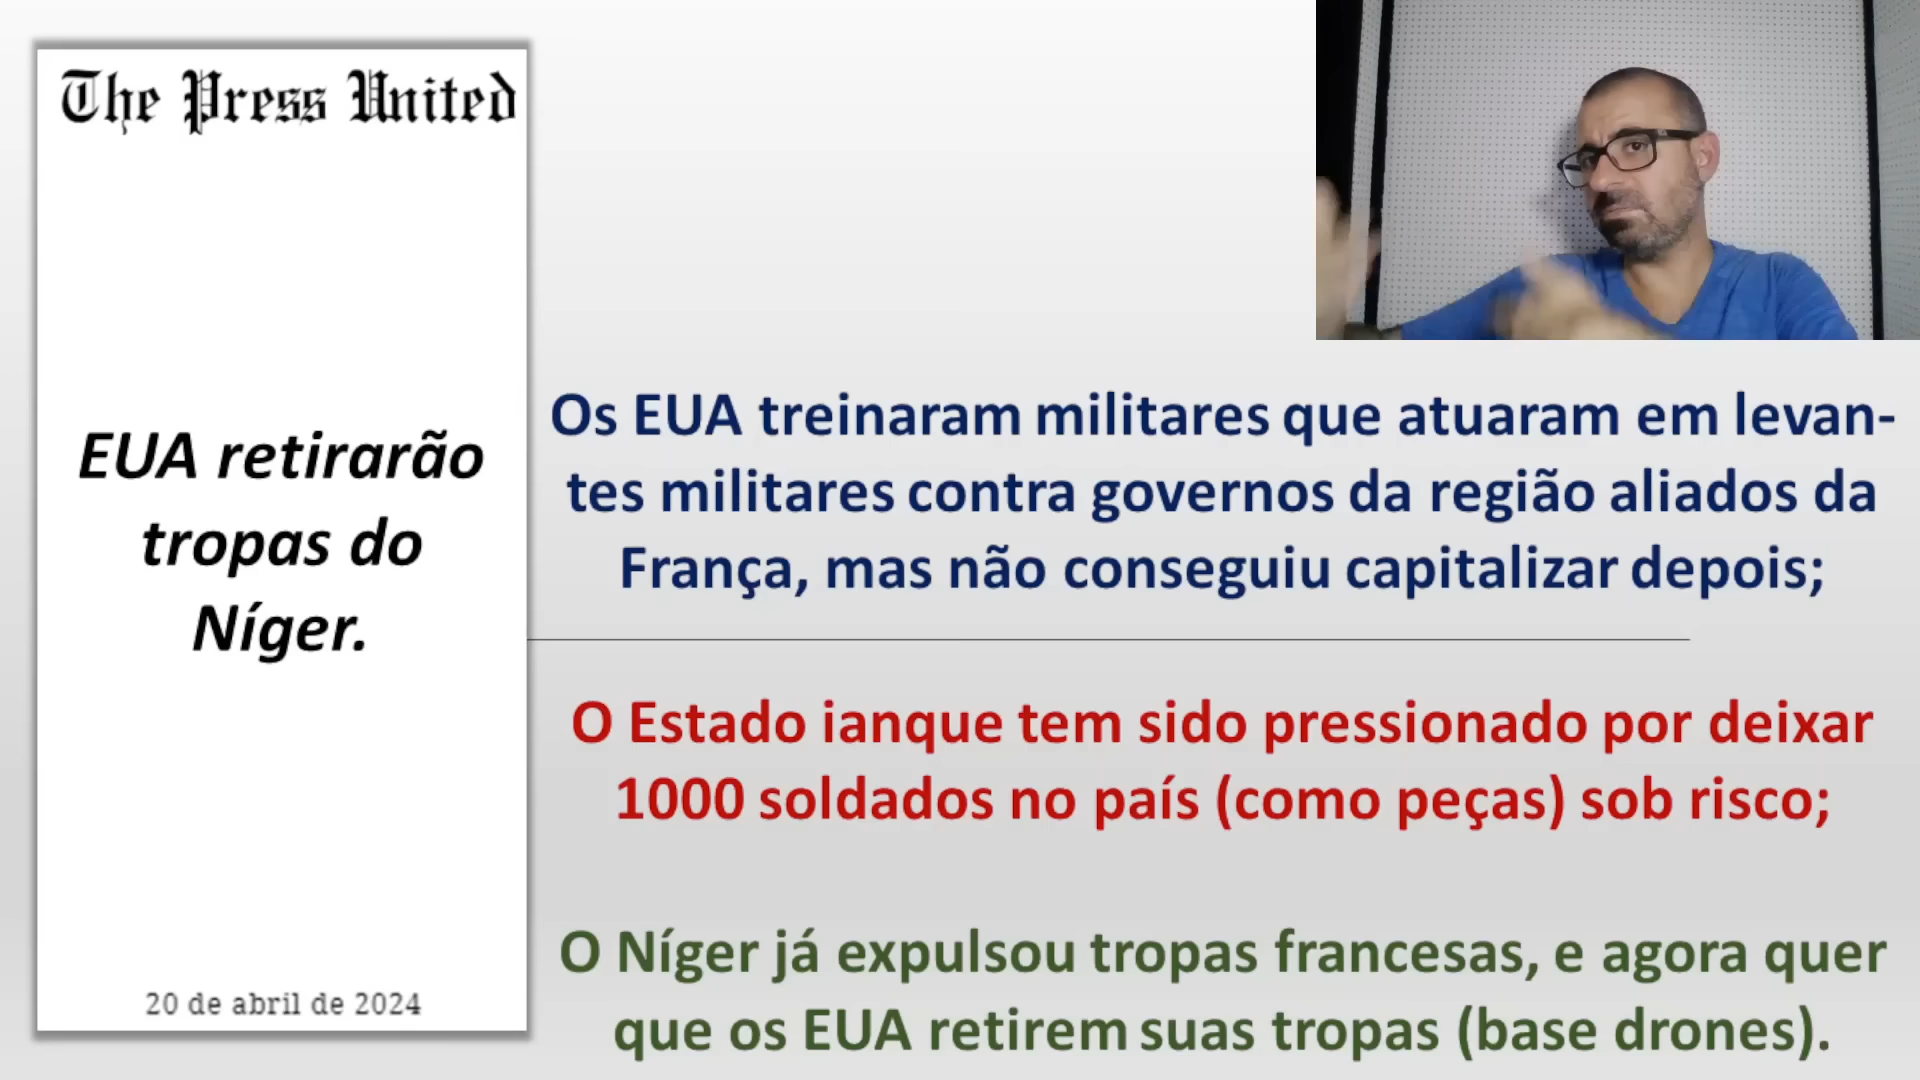 The Press United
EUA retirarão
tropas do
Níger.
20 de abril de 2024
Os EUA treinaram militares que atuaram em levan-
tes militares contra governos da região aliados da
França, mas não conseguiu capitalizar depois;
O Estado ianque tem sido pressionado por deixar
1000 soldados no país (como peças) sob risco;
O Níger já expulsou tropas francesas, e agora quer
que os EUA retirem suas tropas (base drones).